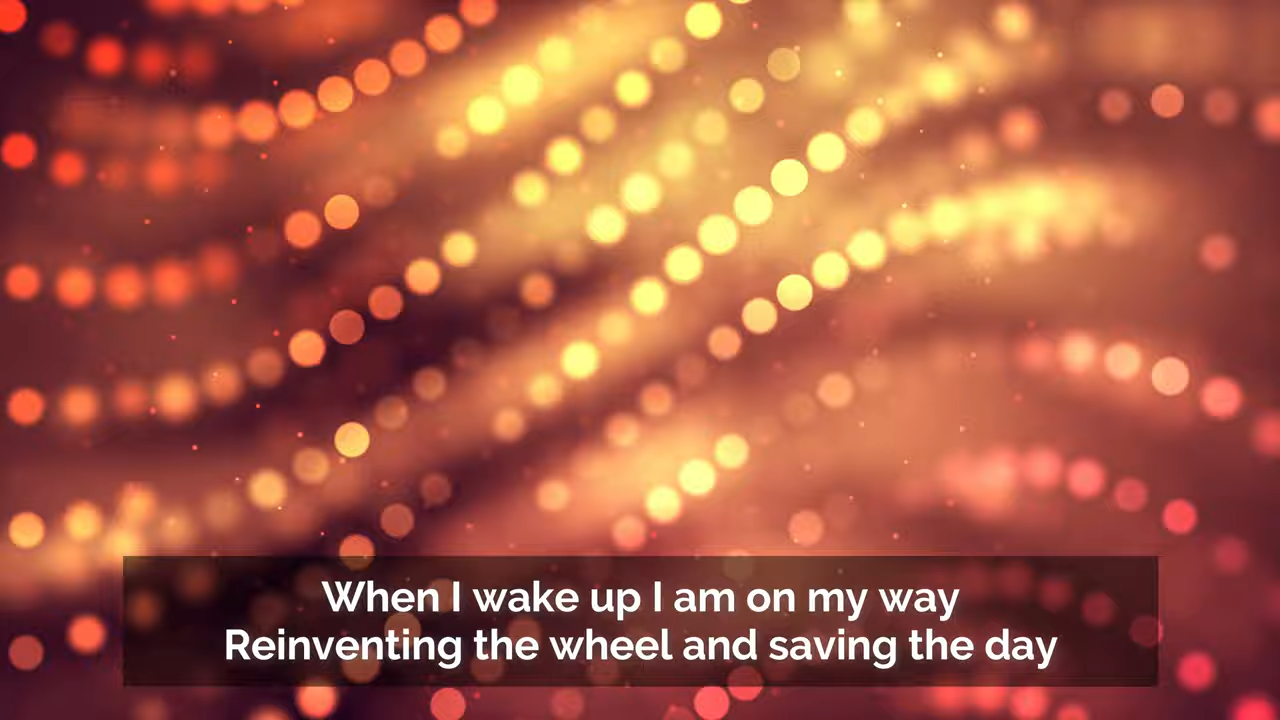 When I wake up I am on my way
Reinventing the wheel and saving the day